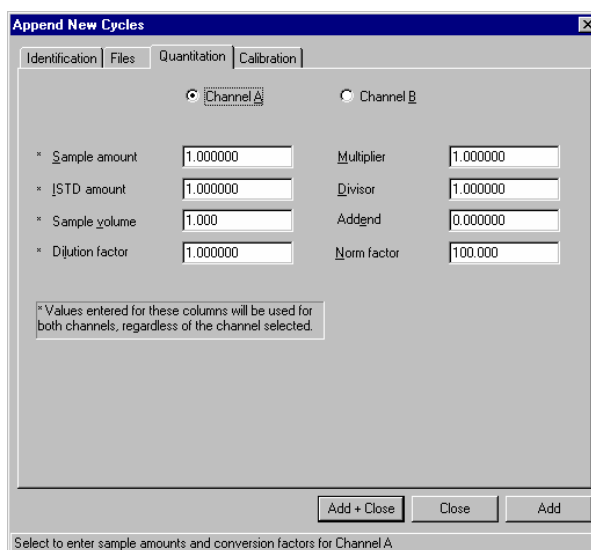 Append New Cycles
Identification Files Quantitation Calibration
Channel A Channel B
* Sample amount 1.000000 Multiplier 1.000000
* ISTD amount 1.000000 Divisor 1.000000
* Sample volume 1.000 Addend 0.000000
* Dilution factor 1.000000 Norm factor 100.000
* Values entered for these columns will be used for
both channels, regardless of the channel selected.
Add + Close Close Add
Select to enter sample amounts and conversion factors for Channel A